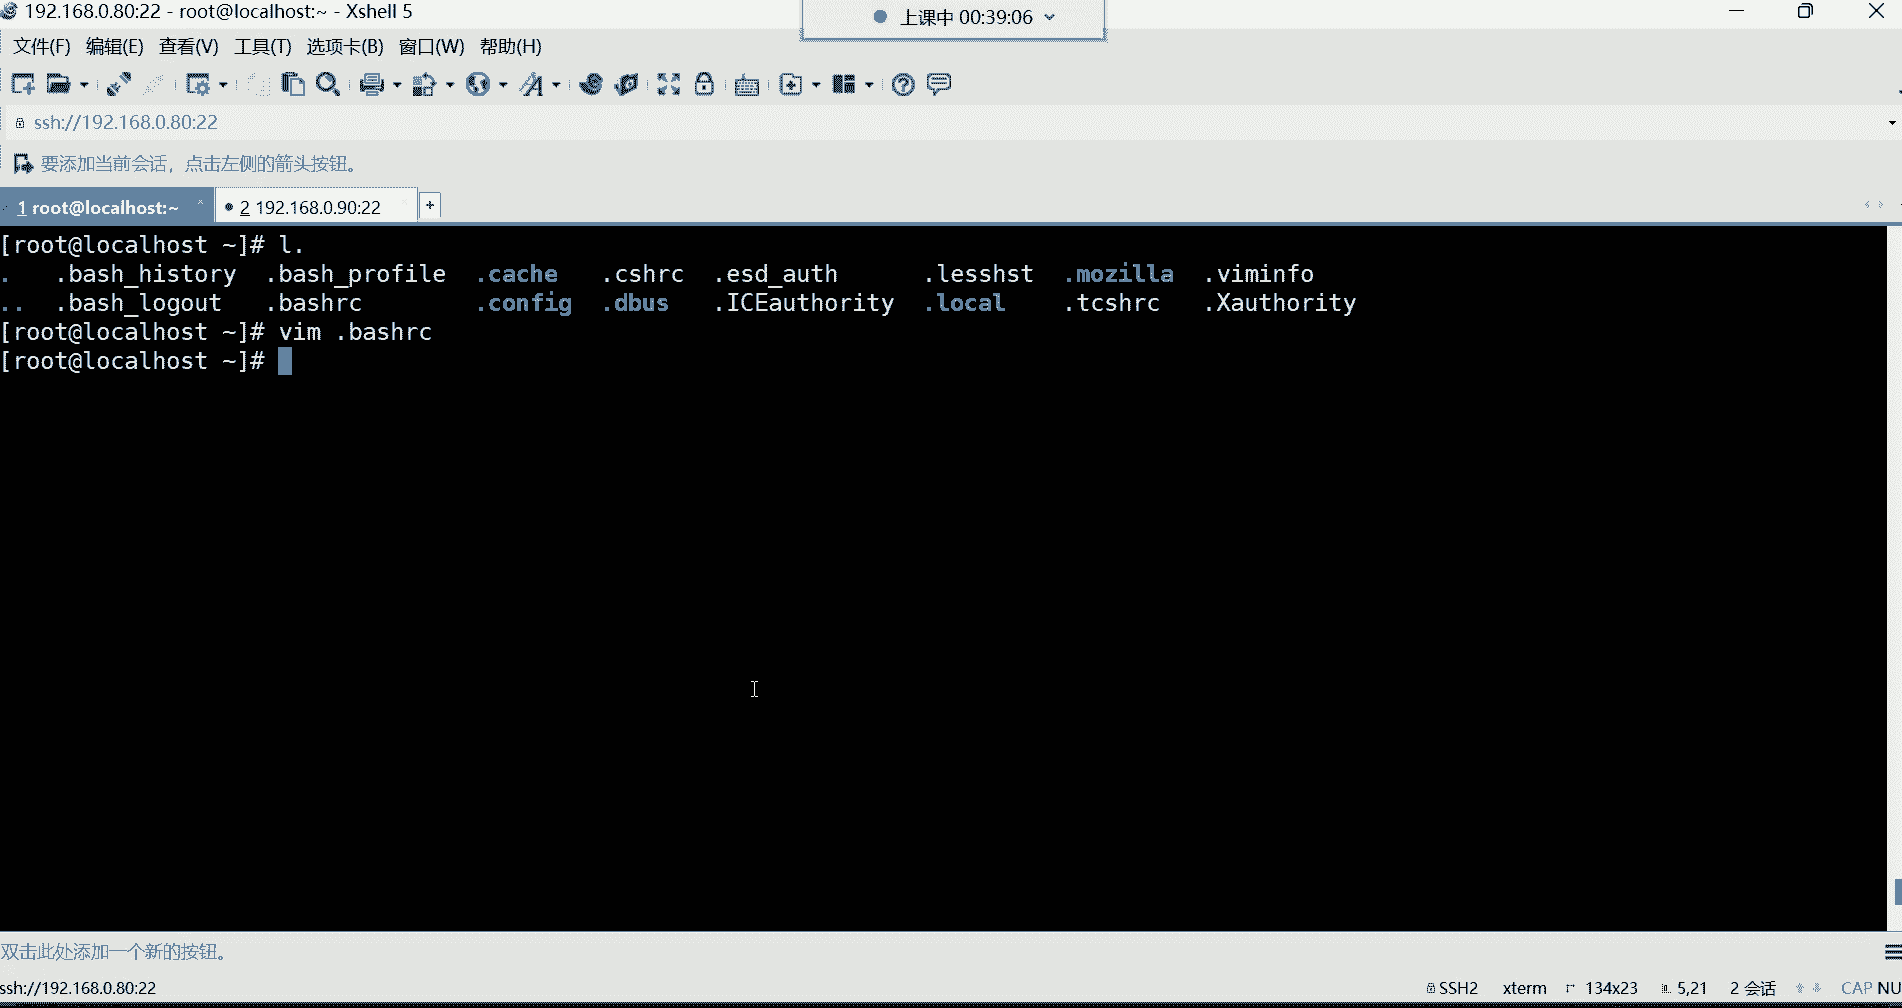 192.168.0.80:22 - root@localhost:~ - Xshell 5
上课中 00:39:06
文件(F) 编辑(E) 查看(V) 工具(T) 选项卡(B) 窗口(W) 帮助(H)
ssh://192.168.0.80:22
要添加当前会话，点击左侧的箭头按钮。
1 root@localhost:~ 2 192.168.0.90:22 +
[root@localhost ~]# l.
. .bash_history .bash_profile .cache .cshrc .esd_auth .lesshst .mozilla .viminfo
.. .bash_logout .bashrc .config .dbus .ICEauthority .local .tcshrc .Xauthority
[root@localhost ~]# vim .bashrc
[root@localhost ~]#
双击此处添加一个新的按钮。
ssh://192.168.0.80:22 SSH2 xterm 134x23 5,21 2 会话 CAP NU